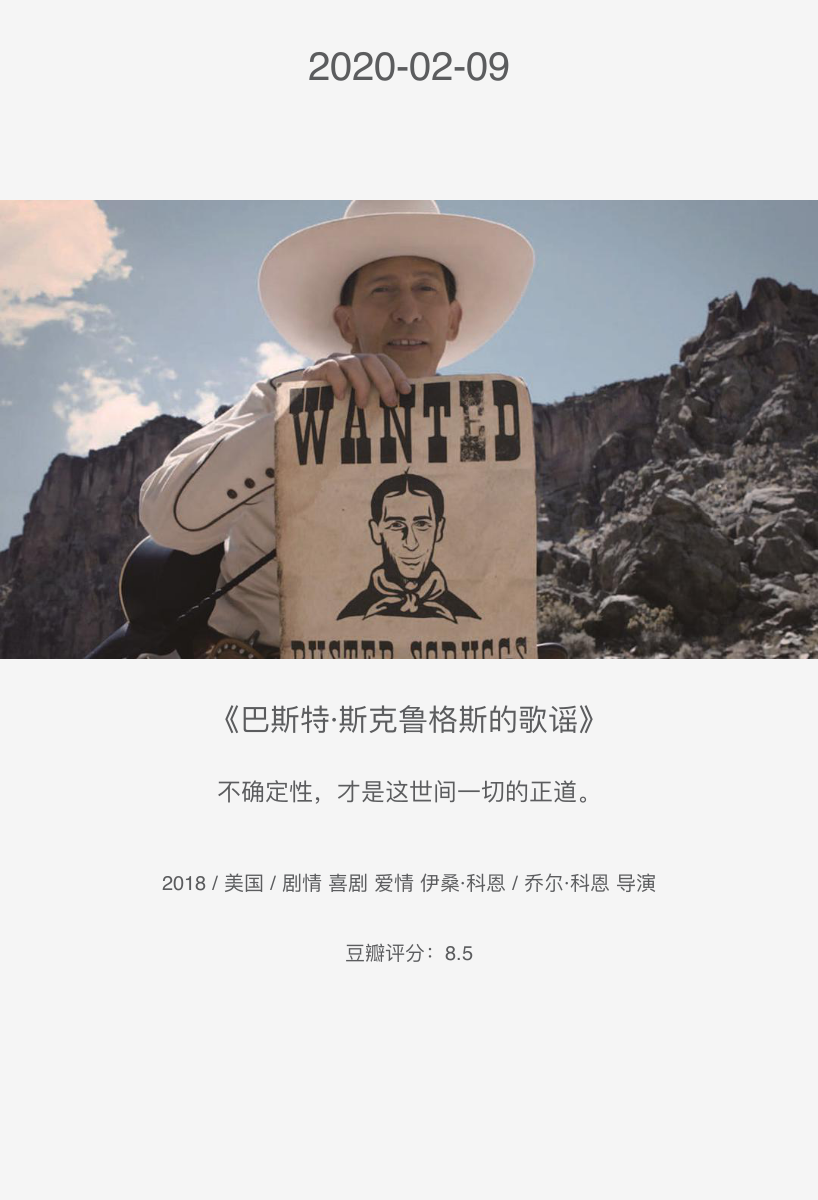 2020-02-09
WANTED
BUSTER SCRUGGS
《巴斯特·斯克鲁格斯的歌谣》
不确定性，才是这世间一切的正道。
2018 / 美国 / 剧情 喜剧 爱情 伊桑·科恩 / 乔尔·科恩 导演
豆瓣评分：8.5